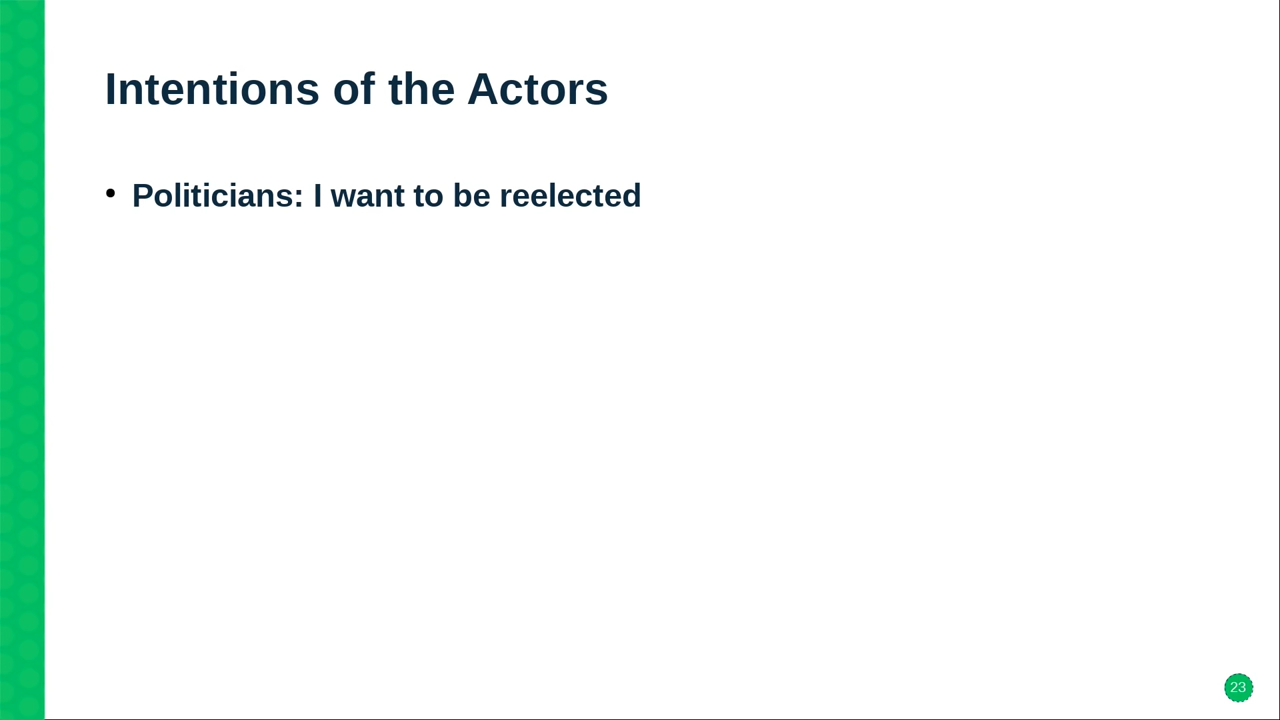 Intentions of the Actors
• Politicians: I want to be reelected
23